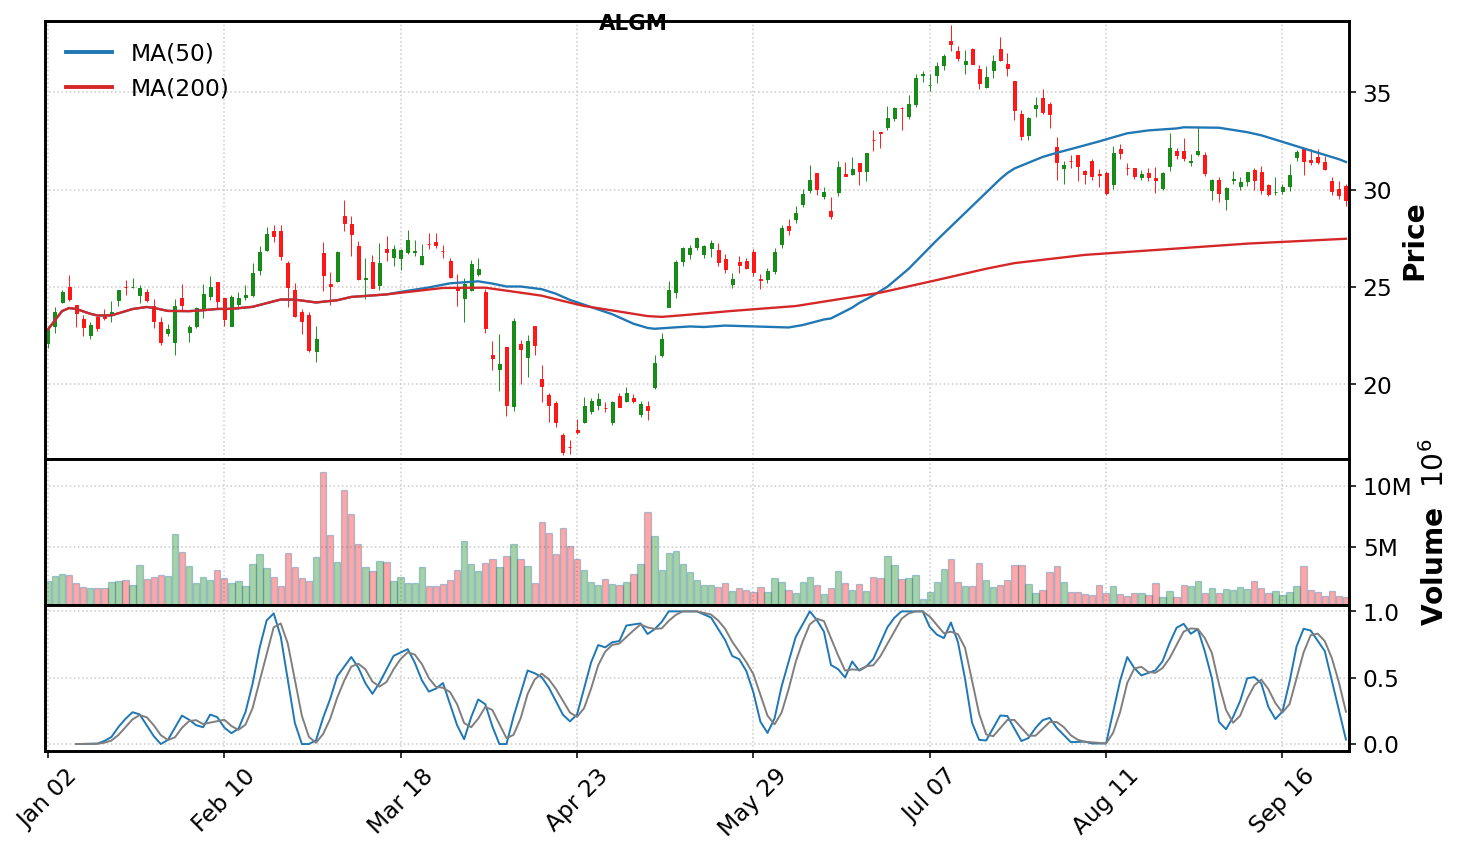 ALGM
MA(50)
MA(200)
35
30
25
20
Price
10M
5M
Volume 10^6
1.0
0.5
0.0
Jan 02
Feb 10
Mar 18
Apr 23
May 29
Jul 07
Aug 11
Sep 16